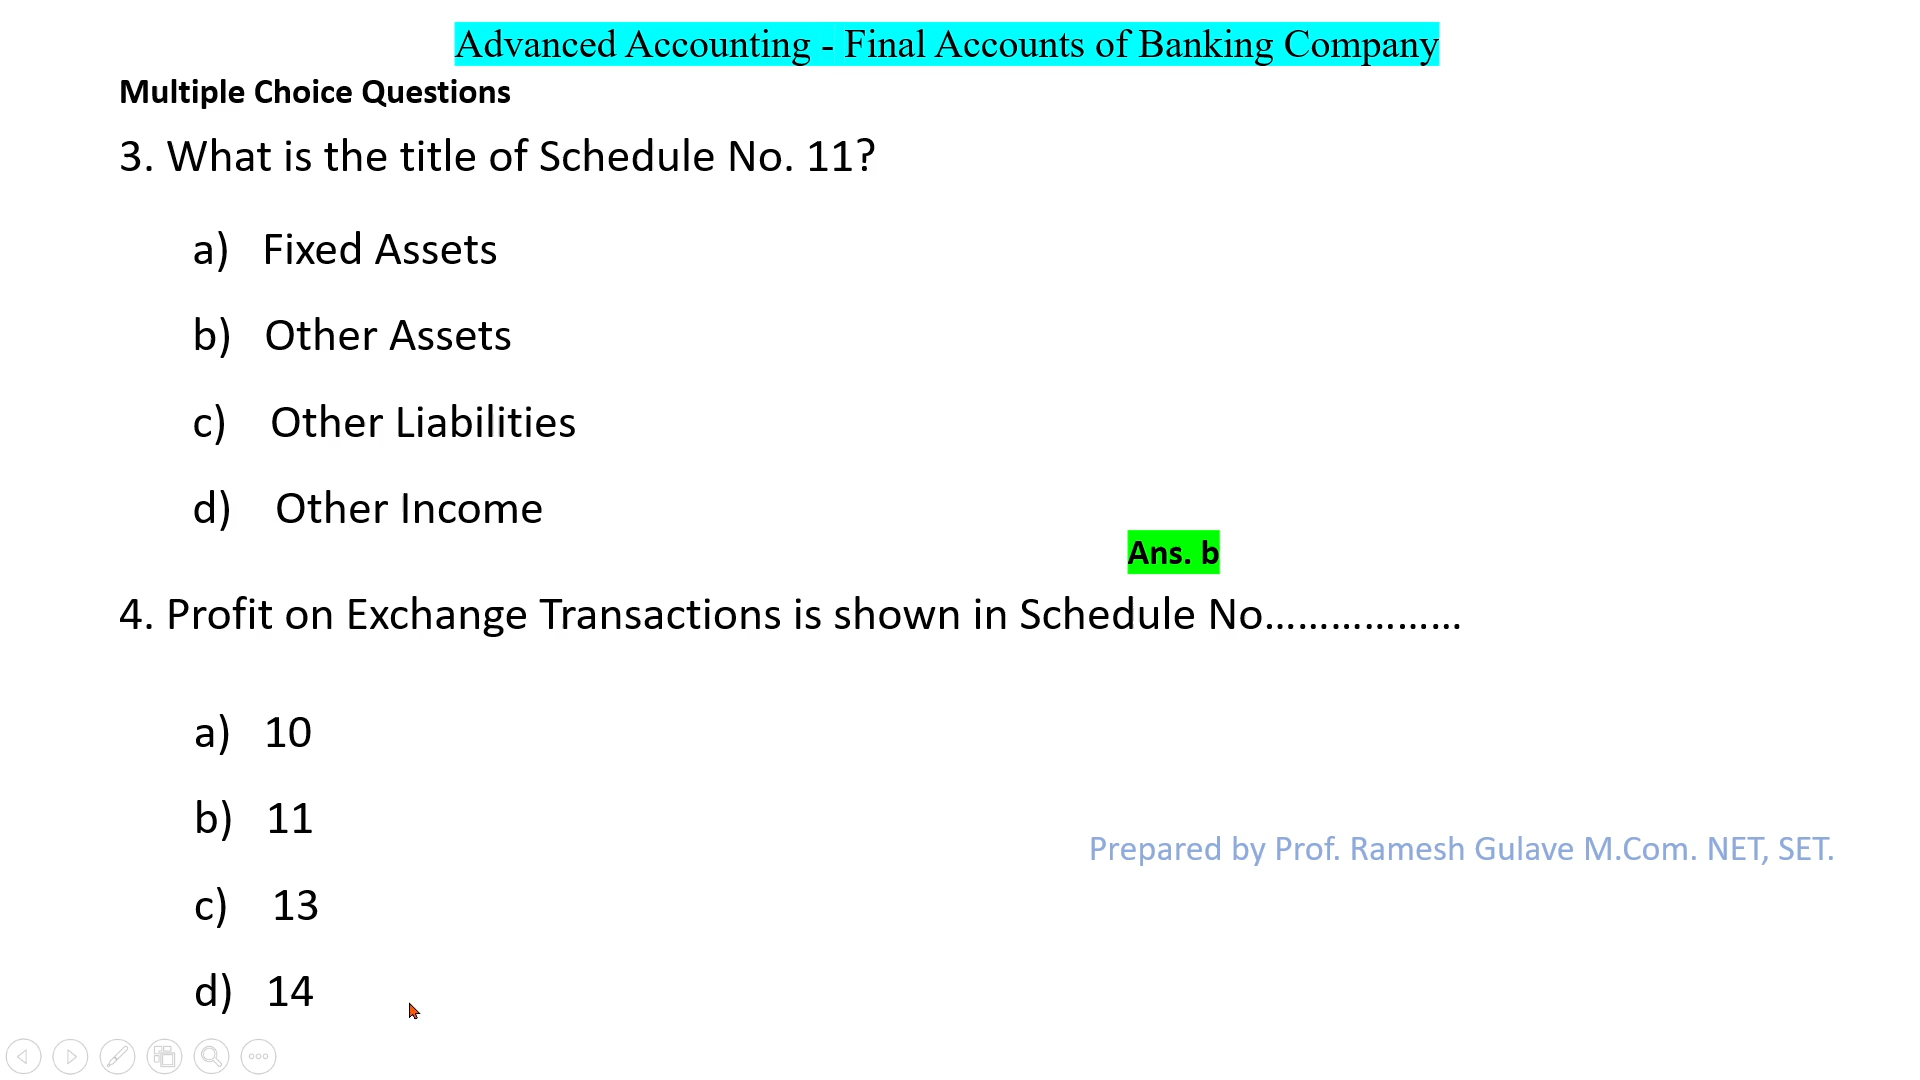 Advanced Accounting - Final Accounts of Banking Company
Multiple Choice Questions
3. What is the title of Schedule No. 11?
a) Fixed Assets
b) Other Assets
c) Other Liabilities
d) Other Income
Ans. b
4. Profit on Exchange Transactions is shown in Schedule No………………
a) 10
b) 11
Prepared by Prof. Ramesh Gulave M.Com. NET, SET.
c) 13
d) 14